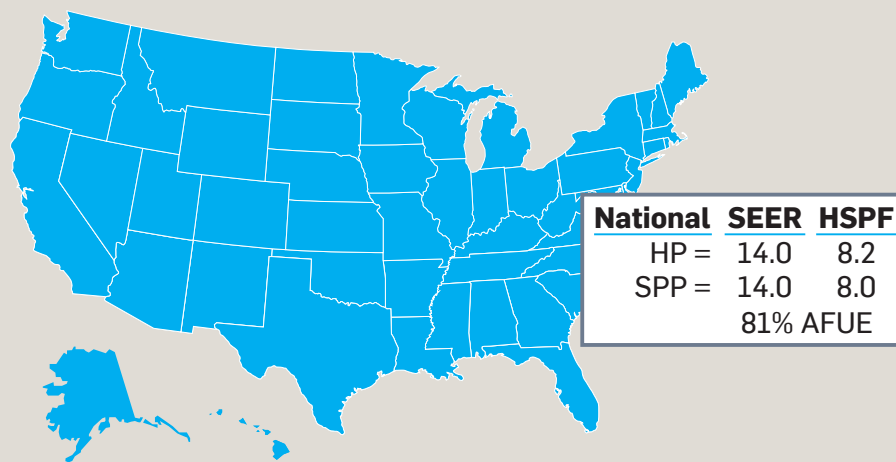 National SEER HSPF
HP = 14.0 8.2
SPP = 14.0 8.0
81% AFUE